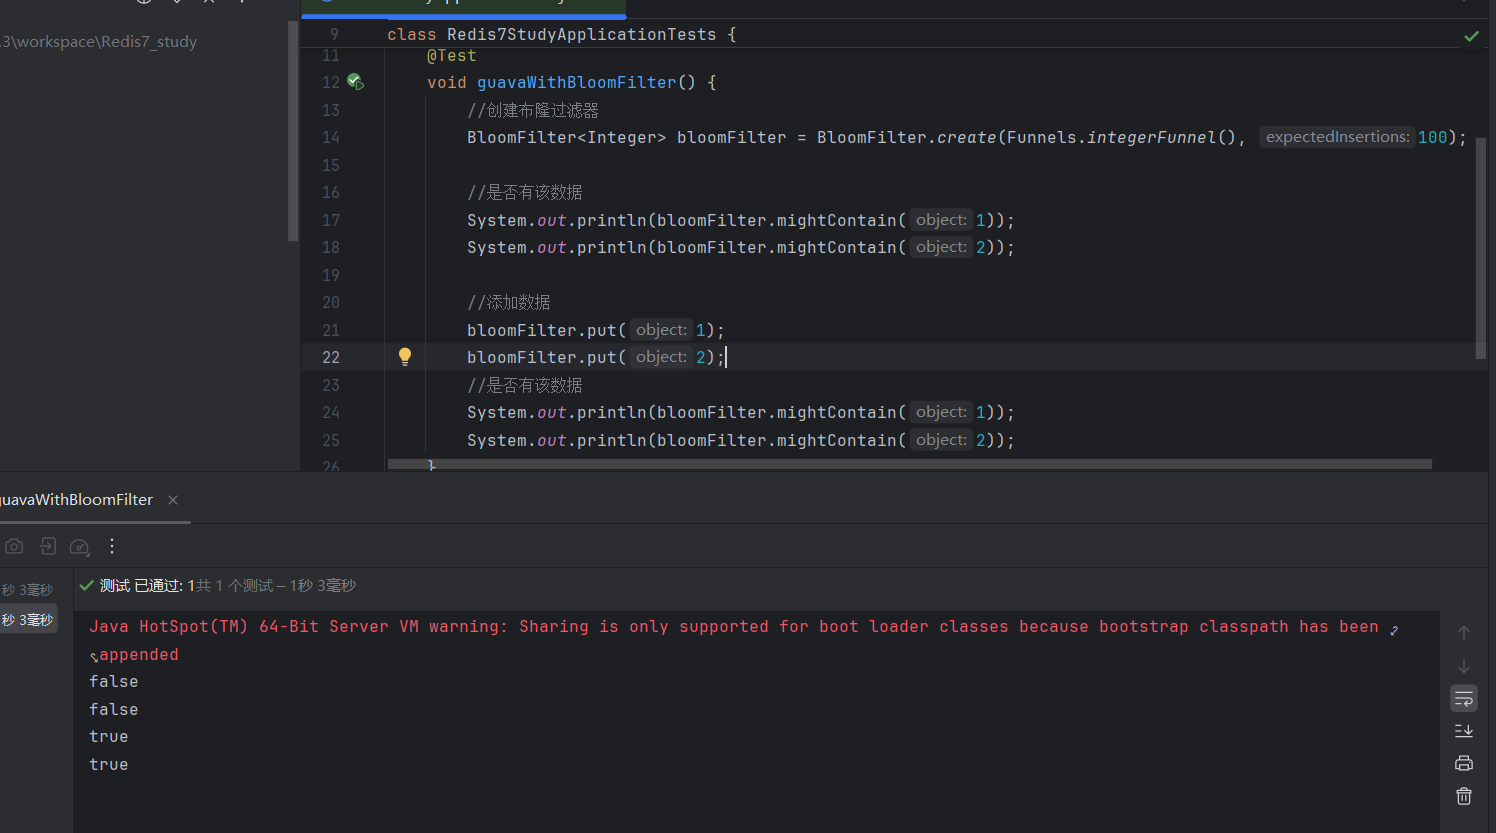 .3\workspace\Redis7_study
9 class Redis7StudyApplicationTests {
11 @Test
12 void guavaWithBloomFilter() {
13 //创建布隆过滤器
14 BloomFilter<Integer> bloomFilter = BloomFilter.create(Funnels.integerFunnel(), expectedInsertions: 100);
15
16 //是否有该数据
17 System.out.println(bloomFilter.mightContain( object: 1));
18 System.out.println(bloomFilter.mightContain( object: 2));
19
20 //添加数据
21 bloomFilter.put( object: 1);
22 bloomFilter.put( object: 2);
23 //是否有该数据
24 System.out.println(bloomFilter.mightContain( object: 1));
25 System.out.println(bloomFilter.mightContain( object: 2));
26 }
guavaWithBloomFilter
秒 3毫秒
测试 已通过: 1共 1 个测试 – 1秒 3毫秒
秒 3毫秒
Java HotSpot(TM) 64-Bit Server VM warning: Sharing is only supported for boot loader classes because bootstrap classpath has been
appended
false
false
true
true